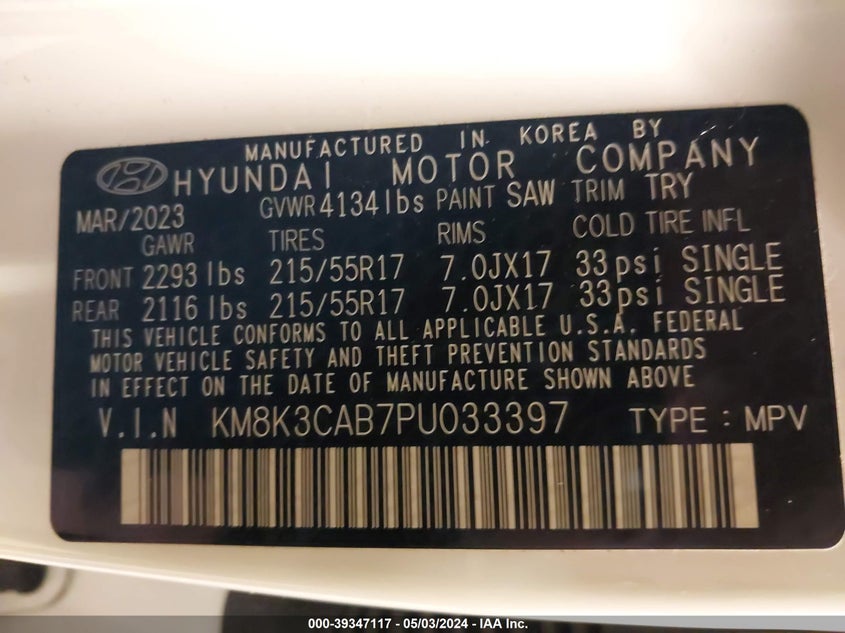 MANUFACTURED IN KOREA BY
HYUNDAI MOTOR COMPANY
MAR/2023 GVWR 4134 lbs PAINT SAW TRIM TRY
GAWR TIRES RIMS COLD TIRE INFL
FRONT 2293 lbs 215/55R17 7.0JX17 33psi SINGLE
REAR 2116 lbs 215/55R17 7.0JX17 33psi SINGLE
THIS VEHICLE CONFORMS TO ALL APPLICABLE U.S.A. FEDERAL
MOTOR VEHICLE SAFETY AND THEFT PREVENTION STANDARDS
IN EFFECT ON THE DATE OF MANUFACTURE SHOWN ABOVE
V.I.N KM8K3CAB7PU033397 TYPE : MPV
000-39347117 - 05/03/2024 - IAA Inc.